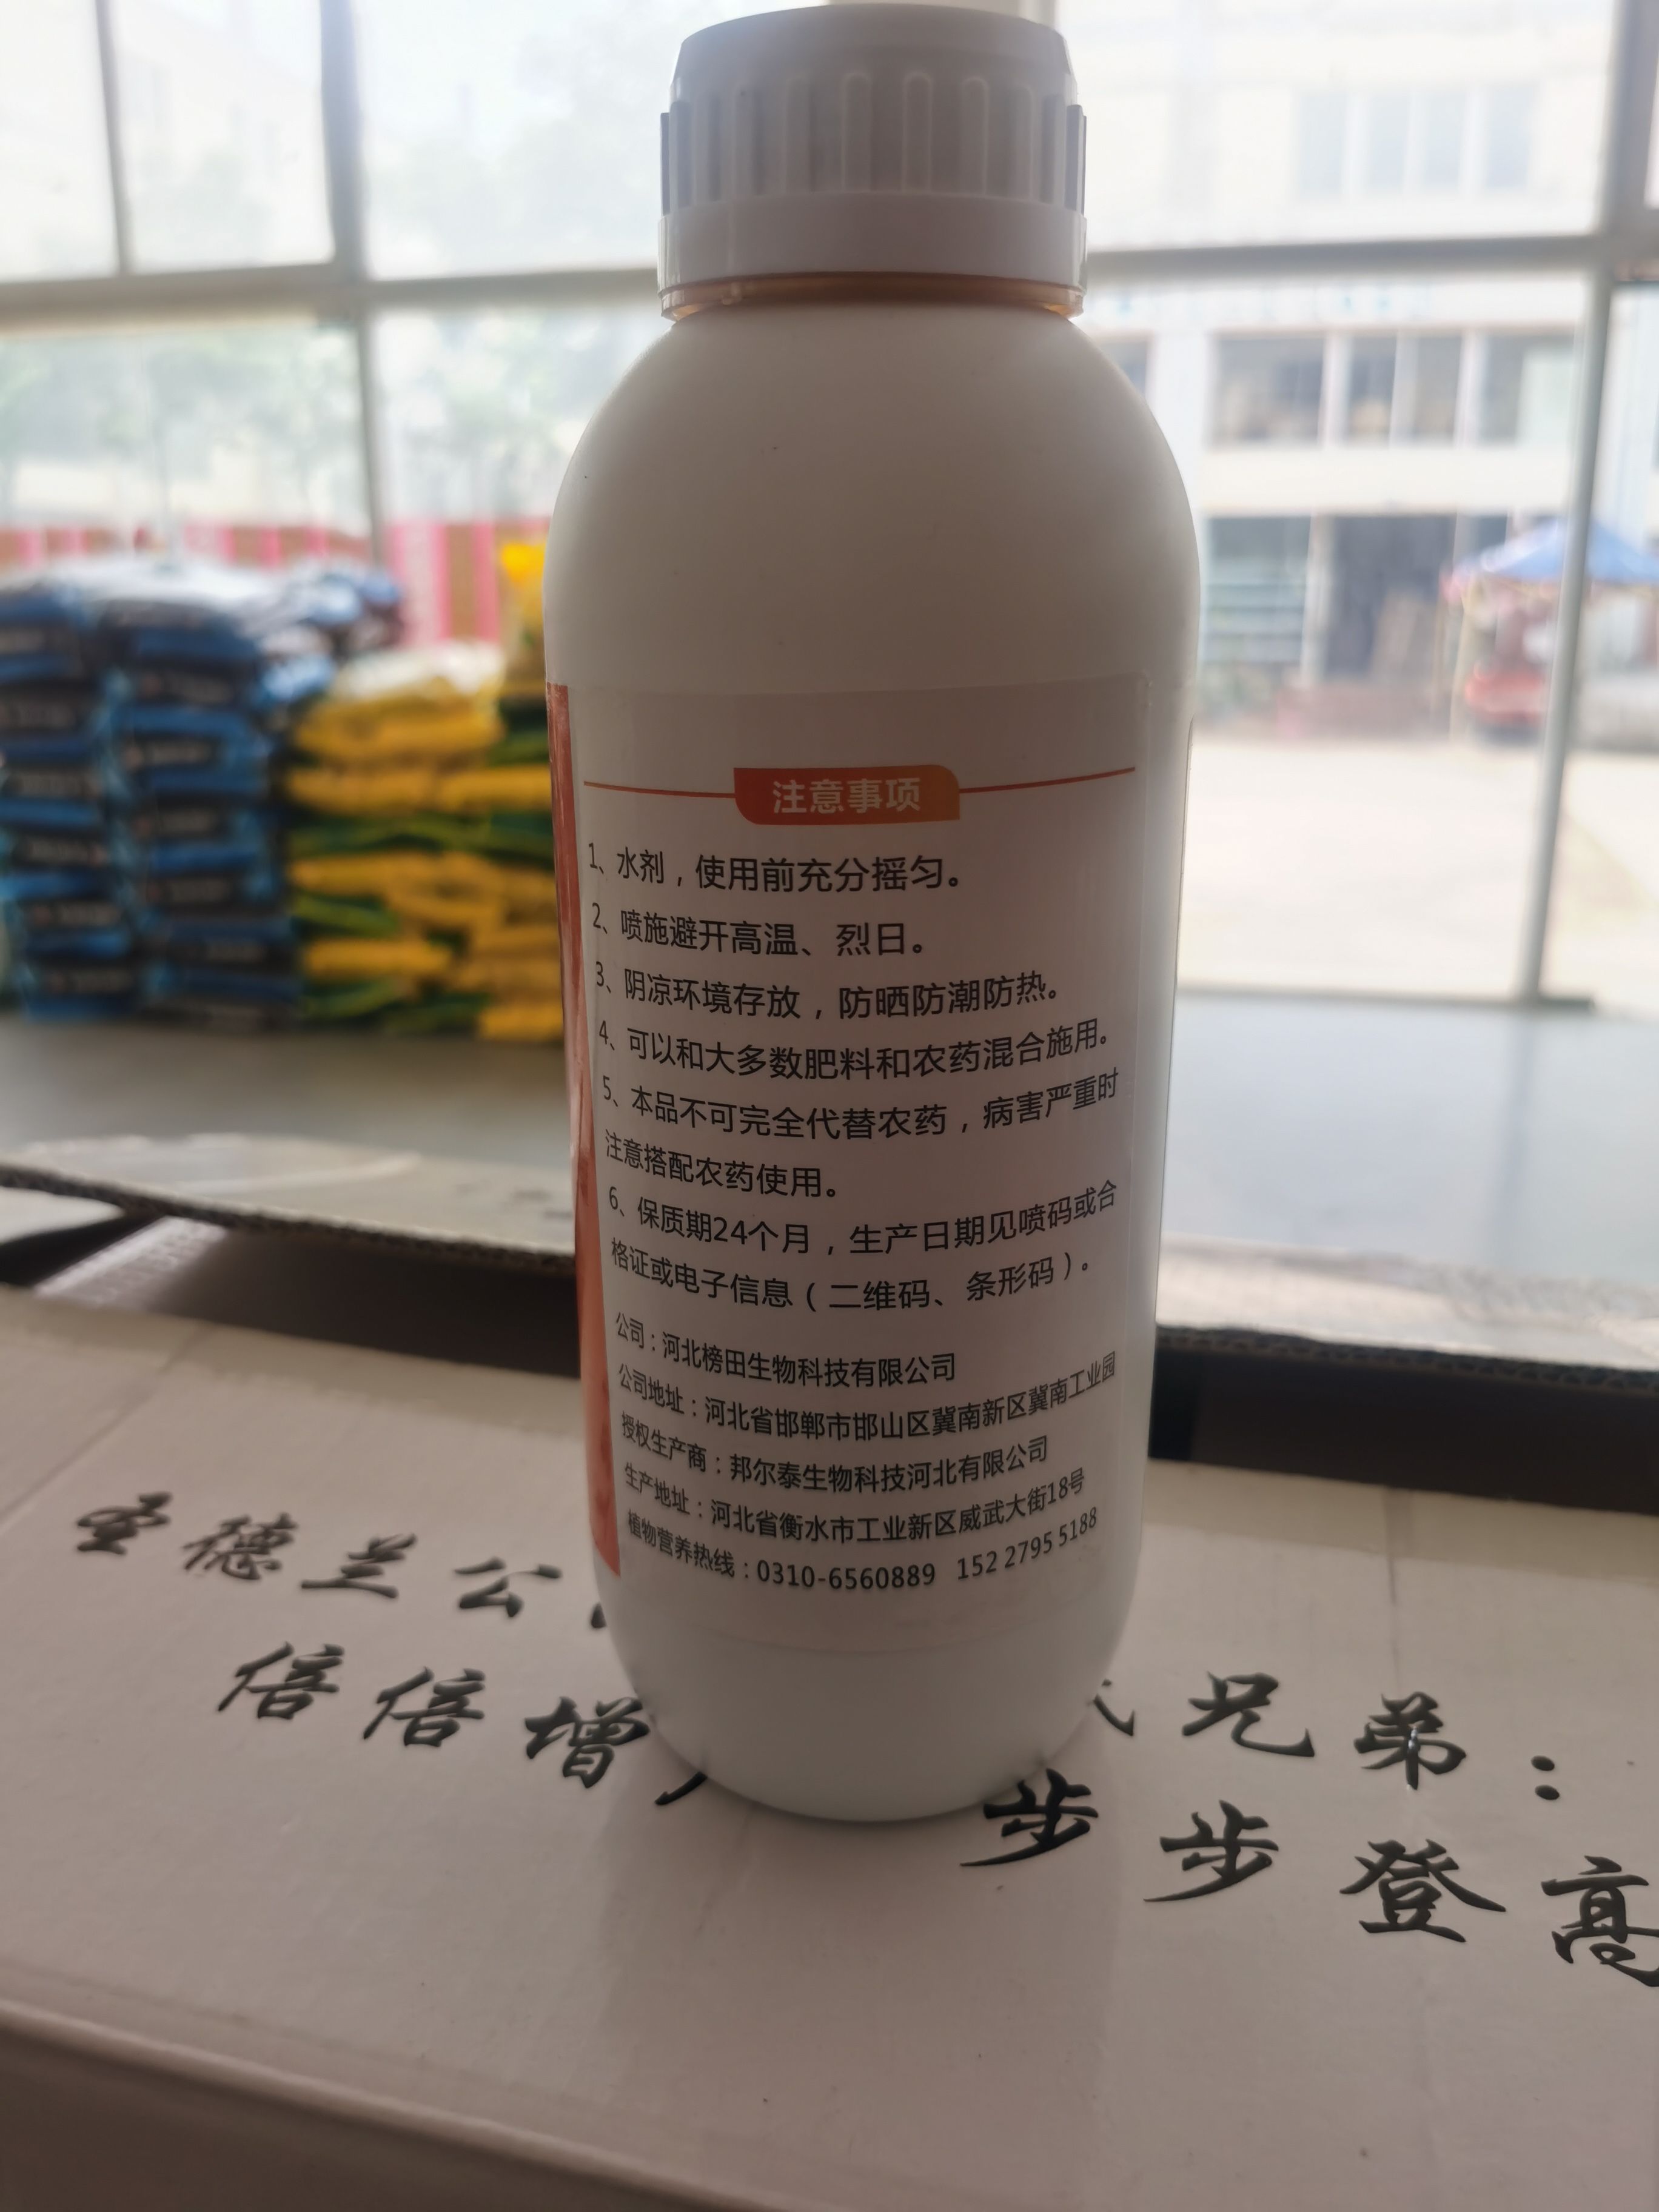 注意事项
1、水剂，使用前充分摇匀。
2、喷施避开高温、烈日。
3、阴凉环境存放，防晒防潮防热。
4、可以和大多数肥料和农药混合施用。
5、本品不可完全代替农药，病害严重时
注意搭配农药使用。
6、保质期24个月，生产日期见喷码或合
格证或电子信息（二维码、条形码）。
公司：河北榜田生物科技有限公司
公司地址：河北省邯郸市邯山区冀南新区冀南工业园
授权生产商：邦尔泰生物科技河北有限公司
生产地址：河北省衡水市工业新区威武大街18号
植物营养热线：0310-6560889 152 2795 5188
圣德兰公
兄弟：
倍倍增
步步登高